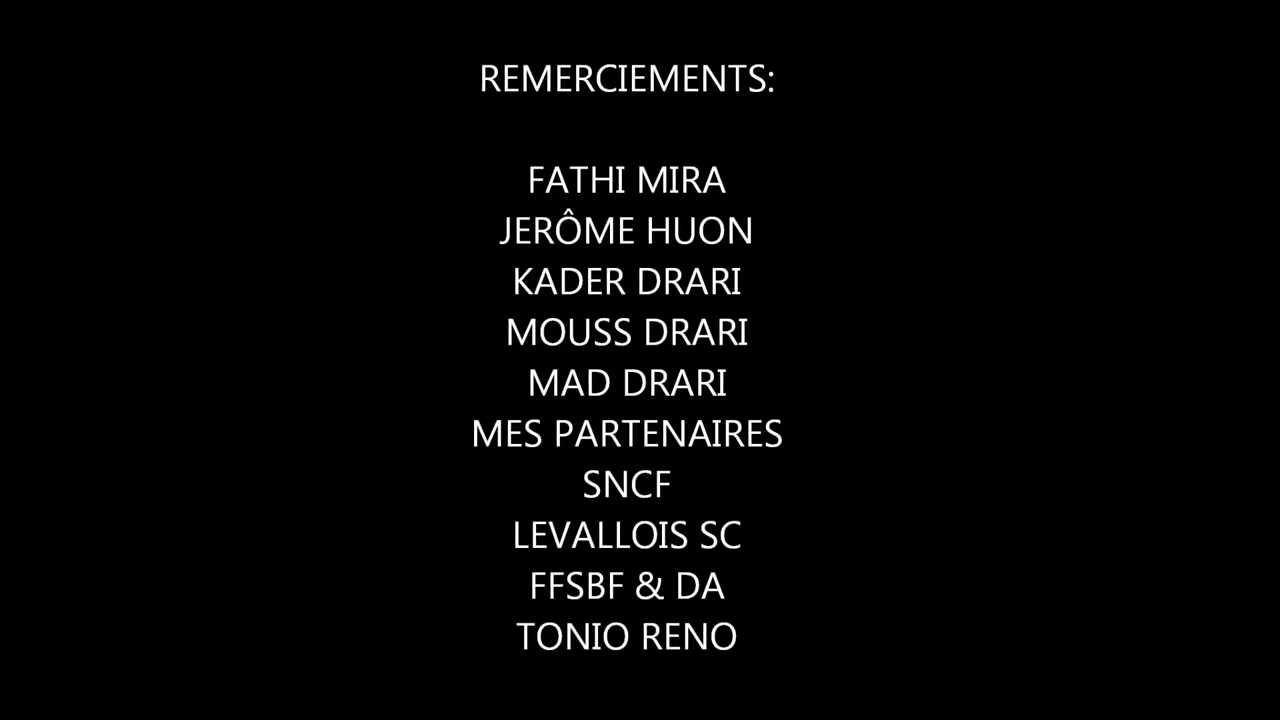 REMERCIEMENTS:
FATHI MIRA
JERÔME HUON
KADER DRARI
MOUSS DRARI
MAD DRARI
MES PARTENAIRES
SNCF
LEVALLOIS SC
FFSBF & DA
TONIO RENO